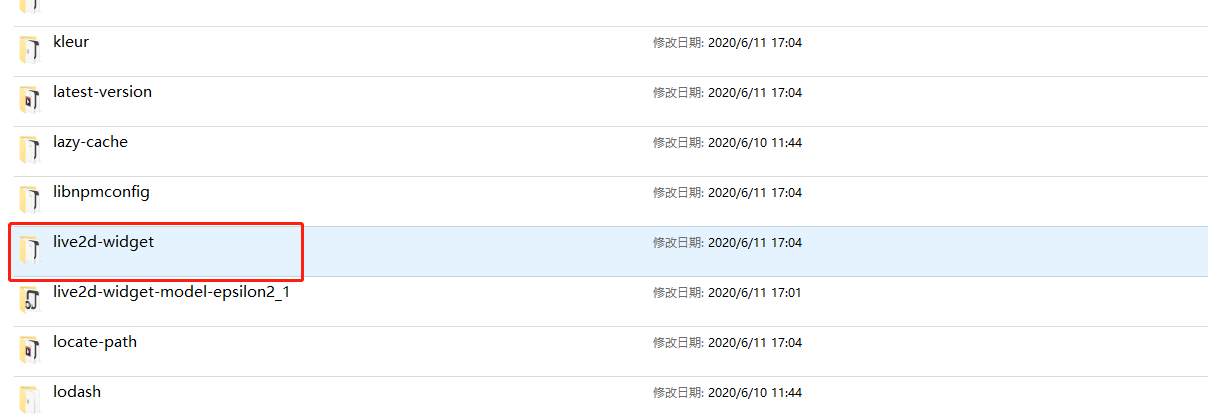 kleur 修改日期: 2020/6/11 17:04
latest-version 修改日期: 2020/6/11 17:04
lazy-cache 修改日期: 2020/6/10 11:44
libnpmconfig 修改日期: 2020/6/11 17:04
live2d-widget 修改日期: 2020/6/11 17:04
live2d-widget-model-epsilon2_1 修改日期: 2020/6/11 17:01
locate-path 修改日期: 2020/6/11 17:04
lodash 修改日期: 2020/6/10 11:44